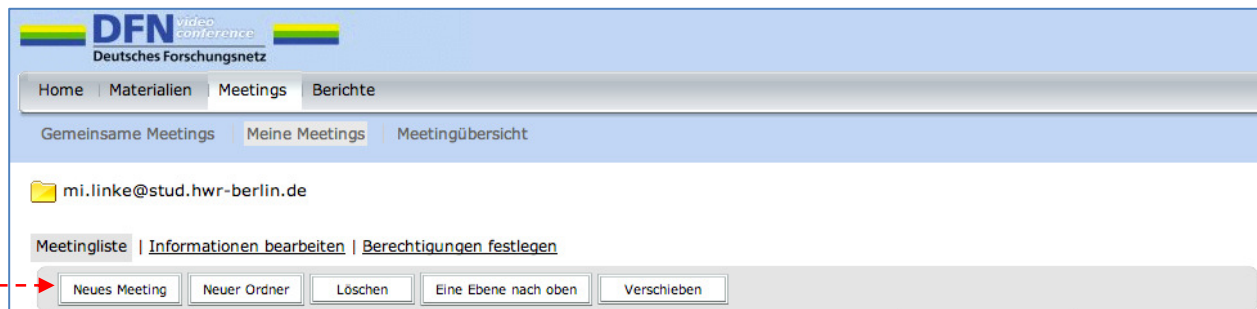 DFN video
conference
Deutsches Forschungsnetz
Home Materialien Meetings Berichte
Gemeinsame Meetings Meine Meetings Meetingübersicht
mi.linke@stud.hwr-berlin.de
Meetingliste | Informationen bearbeiten | Berechtigungen festlegen
Neues Meeting Neuer Ordner Löschen Eine Ebene nach oben Verschieben